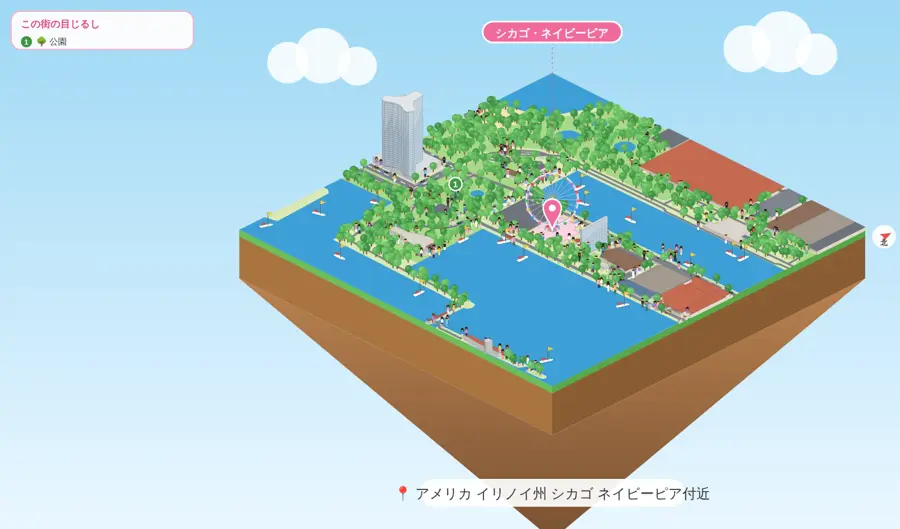 この街の目じるし
1 公園
シカゴ・ネイビーピア
1
北
アメリカ イリノイ州 シカゴ ネイビーピア付近